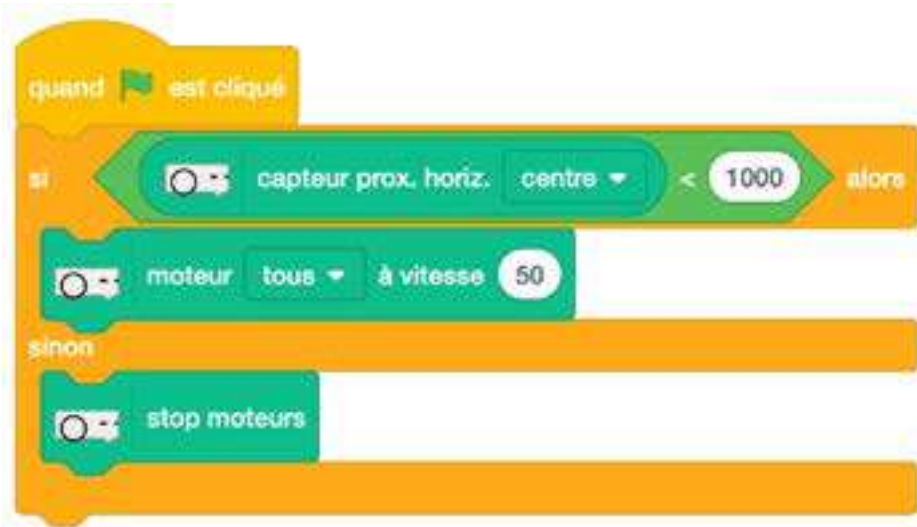 quand est cliqué
si capteur prox. horiz. centre < 1000 alors
moteur tous à vitesse 50
sinon
stop moteurs